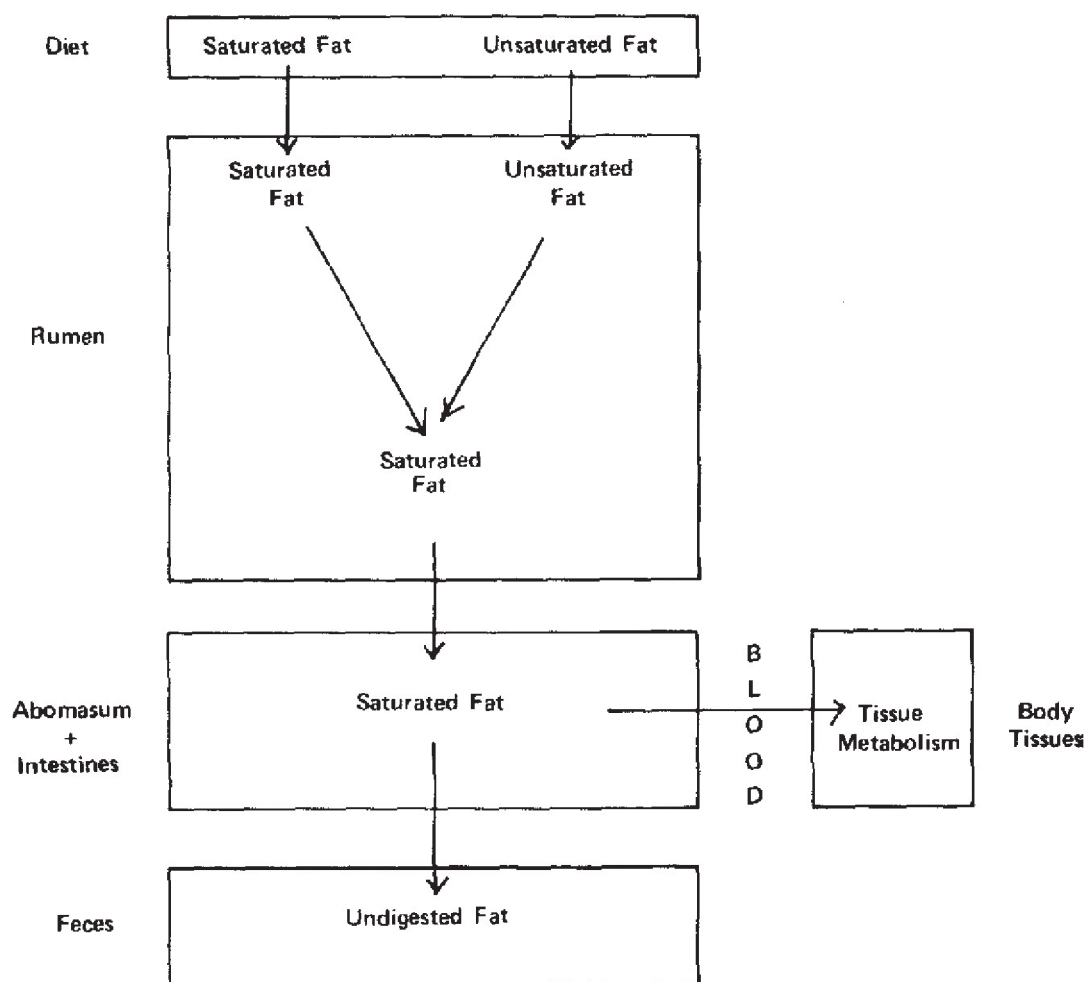 Diet
Saturated Fat
Unsaturated Fat
Saturated
Fat
Unsaturated
Fat
Rumen
Saturated
Fat
Abomasum
+
Intestines
Saturated Fat
B
L
O
O
D
Tissue
Metabolism
Body
Tissues
Feces
Undigested Fat